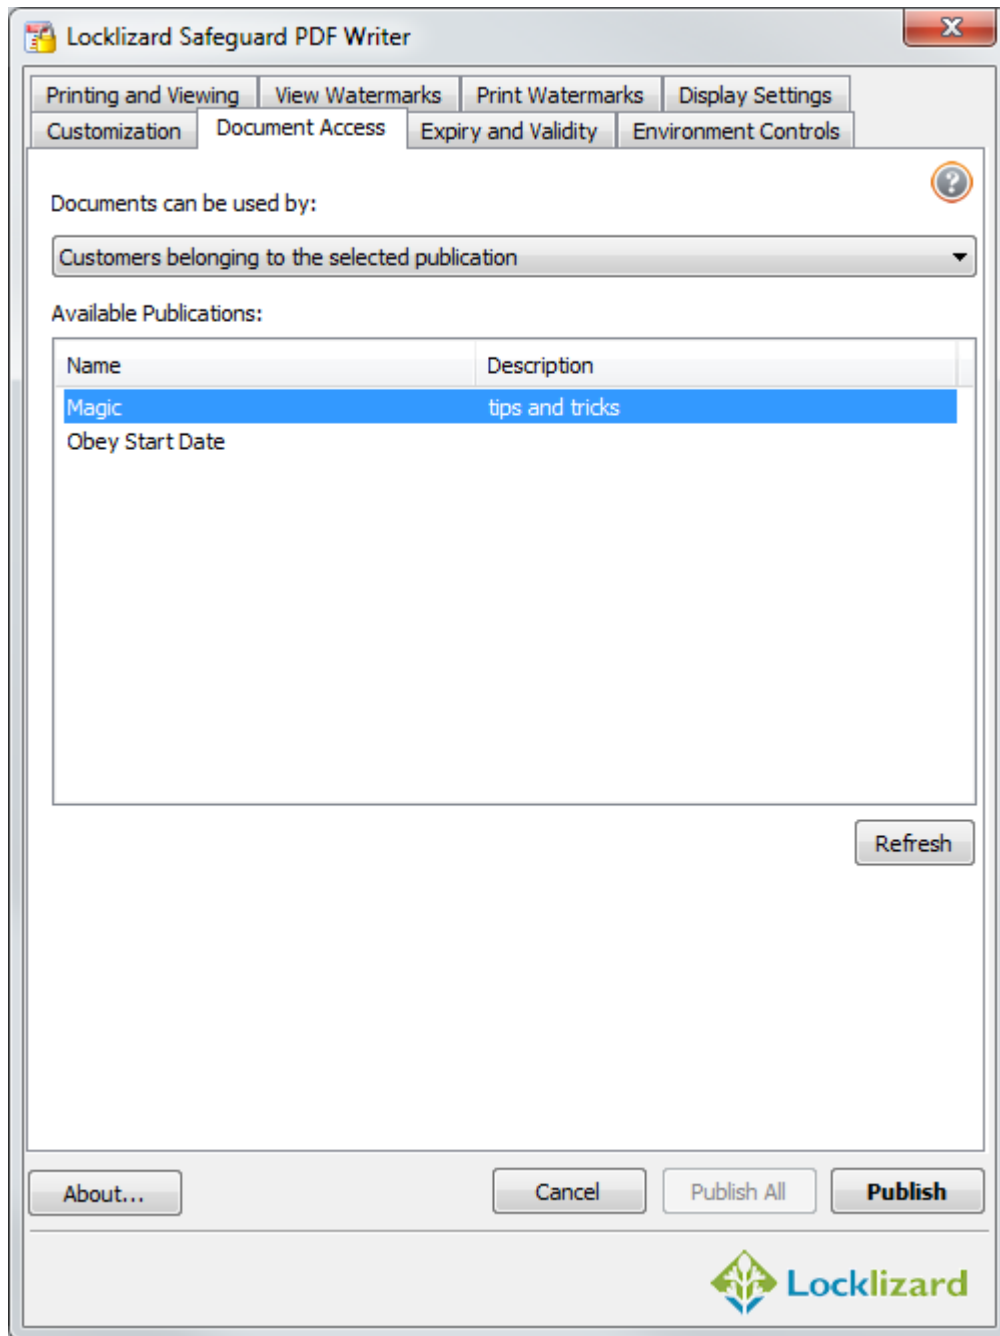 Locklizard Safeguard PDF Writer
X
Printing and Viewing View Watermarks Print Watermarks Display Settings
Customization Document Access Expiry and Validity Environment Controls
?
Documents can be used by:
Customers belonging to the selected publication
Available Publications:
Name Description
Magic tips and tricks
Obey Start Date
Refresh
About... Cancel Publish All Publish
Locklizard